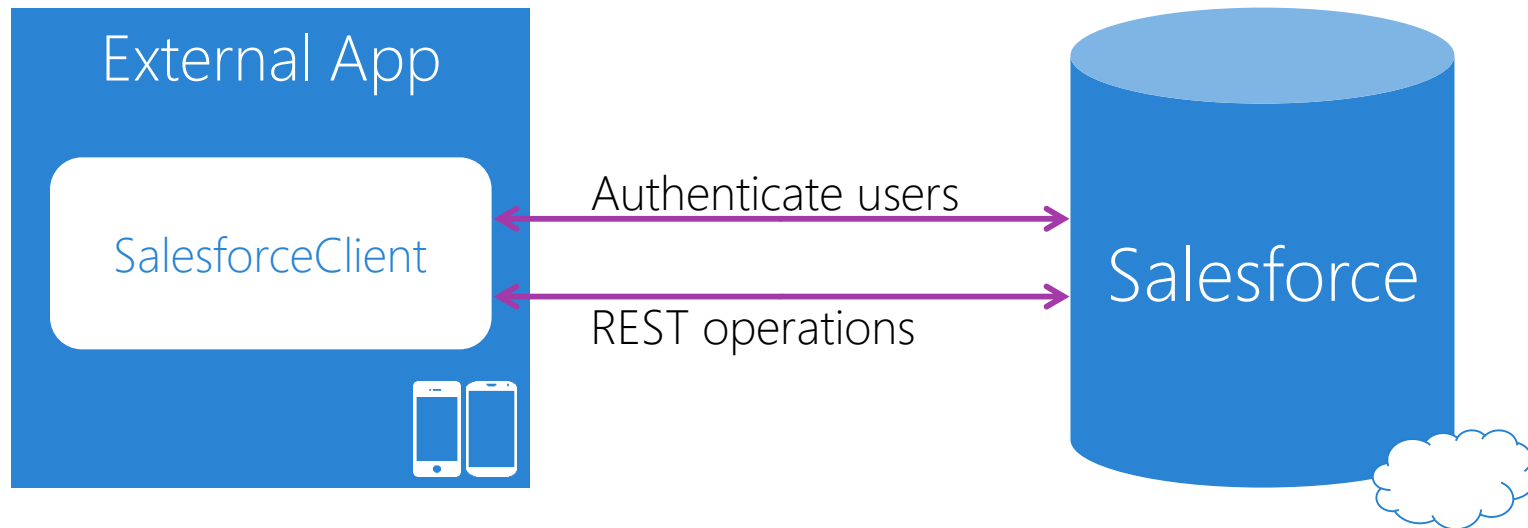 External App
SalesforceClient
Authenticate users
REST operations
Salesforce